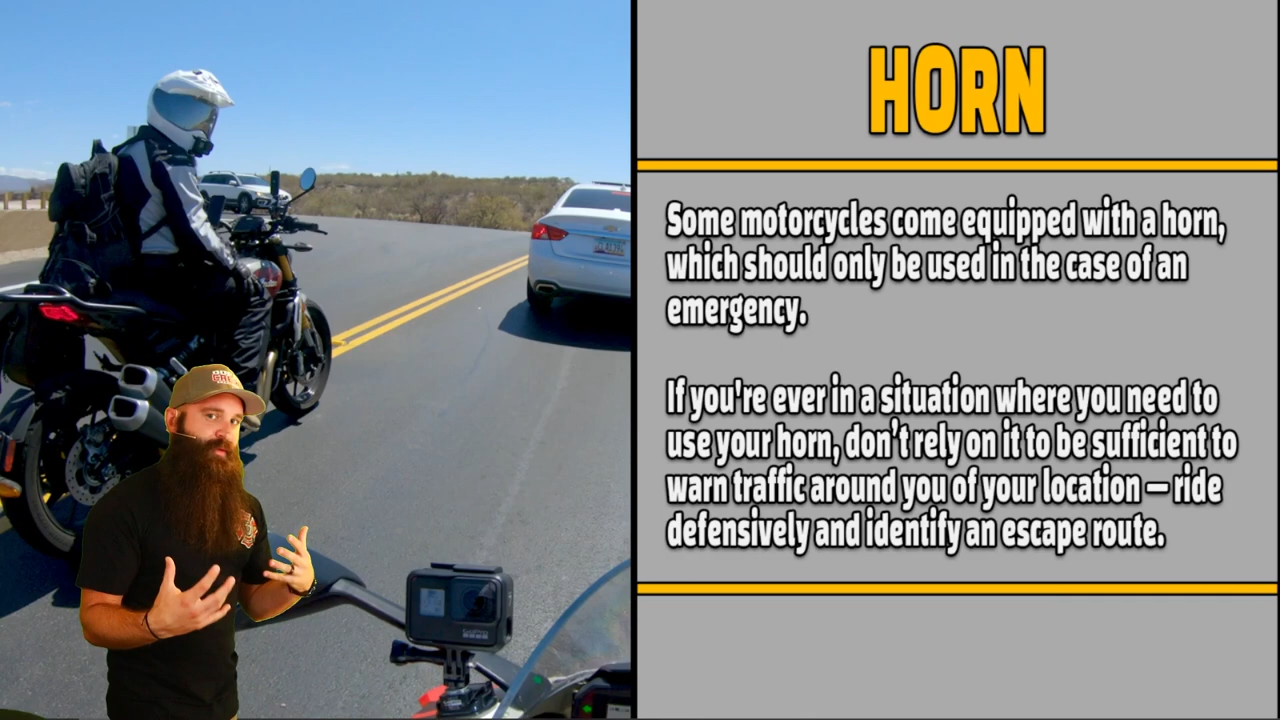 HORN
Some motorcycles come equipped with a horn,
which should only be used in the case of an
emergency.
If you're ever in a situation where you need to
use your horn, don't rely on it to be sufficient to
warn traffic around you of your location – ride
defensively and identify an escape route.
GoPro